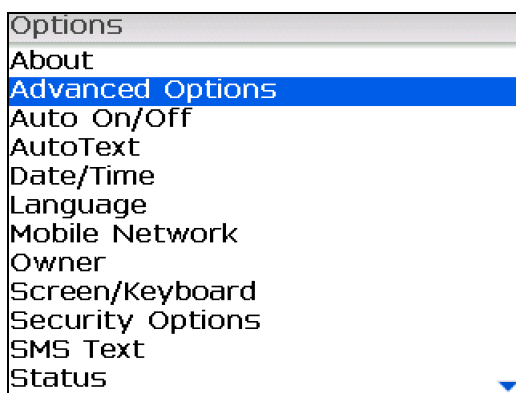 Options
About
Advanced Options
Auto On/Off
AutoText
Date/Time
Language
Mobile Network
Owner
Screen/Keyboard
Security Options
SMS Text
Status